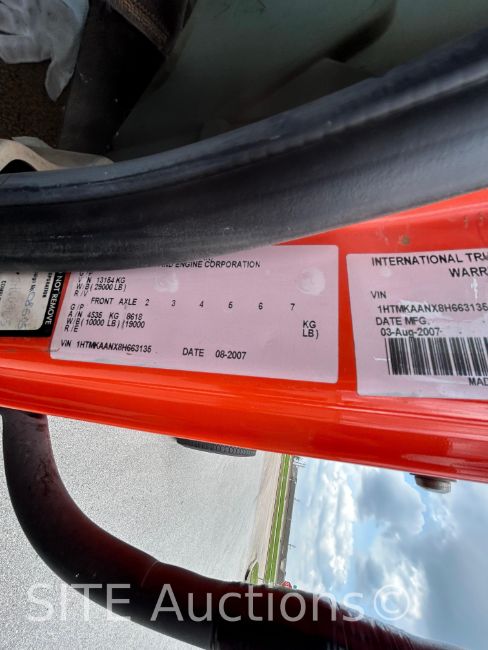 NOT REMOVE
AND ENGINE CORPORATION
G/P
V/N 13154 KG
W/B (29000 LB)
R/V
G/P FRONT AXLE 2 3 4 5 6 7
A/N 4536 KG 8618 KG
W/B (10000 LB) (19000 LB)
R/E
VIN 1HTMKAANX8H663135 DATE 08-2007
INTERNATIONAL TR
WARR
VIN
1HTMKAANX8H663135
DATE MFG.
03-Aug-2007
MAD
SITE Auctions©